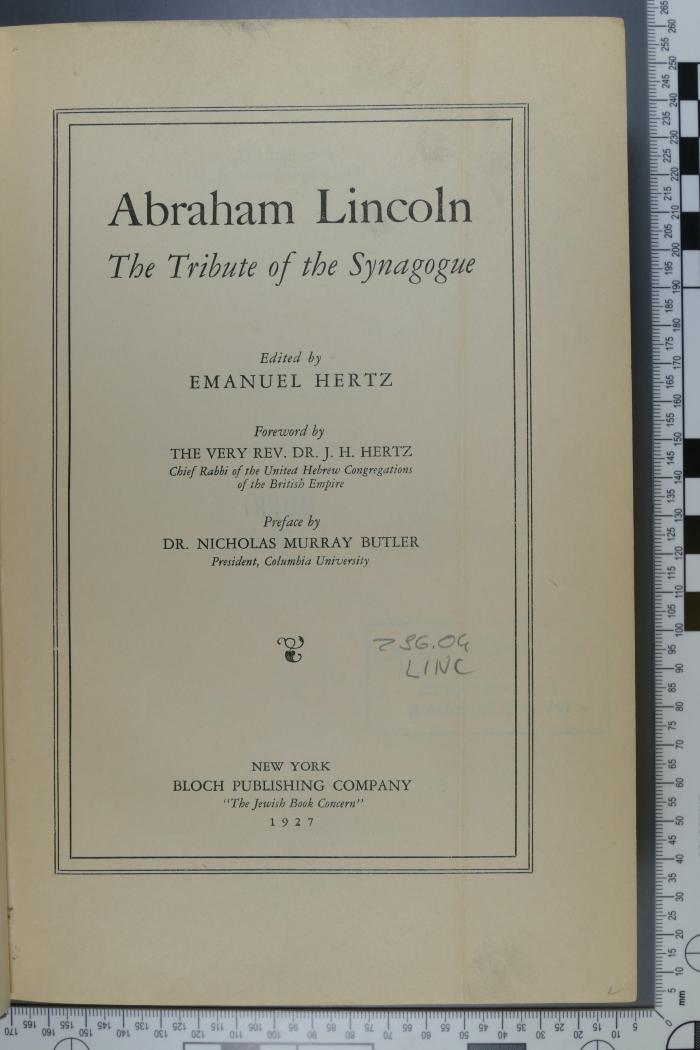 Abraham Lincoln
The Tribute of the Synagogue
Edited by
EMANUEL HERTZ
Foreword by
THE VERY REV. DR. J. H. HERTZ
Chief Rabbi of the United Hebrew Congregations
of the British Empire
Preface by
DR. NICHOLAS MURRAY BUTLER
President, Columbia University
296.09
LINC
NEW YORK
BLOCH PUBLISHING COMPANY
"The Jewish Book Concern"
1927